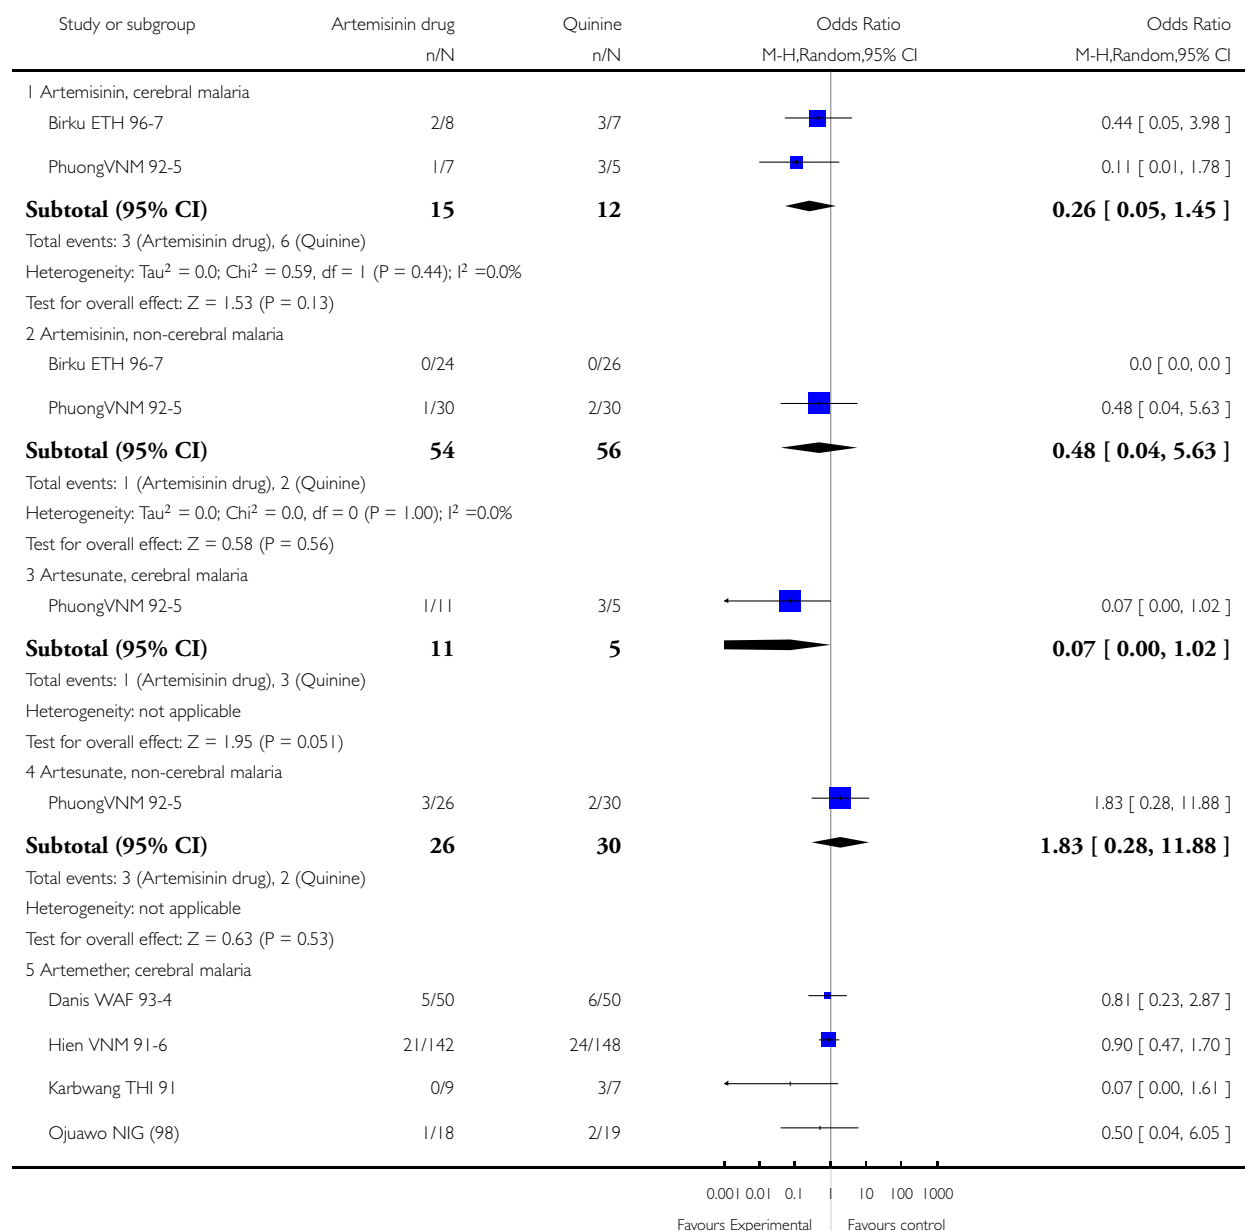 Study or subgroup Artemisinin drug Quinine Odds Ratio Odds Ratio
n/N n/N M-H,Random,95% CI M-H,Random,95% CI
1 Artemisinin, cerebral malaria
Birku ETH 96-7 2/8 3/7 0.44 [ 0.05, 3.98 ]
PhuongVNM 92-5 1/7 3/5 0.11 [ 0.01, 1.78 ]
Subtotal (95% CI) 15 12 0.26 [ 0.05, 1.45 ]
Total events: 3 (Artemisinin drug), 6 (Quinine)
Heterogeneity: Tau² = 0.0; Chi² = 0.59, df = 1 (P = 0.44); I² =0.0%
Test for overall effect: Z = 1.53 (P = 0.13)
2 Artemisinin, non-cerebral malaria
Birku ETH 96-7 0/24 0/26 0.0 [ 0.0, 0.0 ]
PhuongVNM 92-5 1/30 2/30 0.48 [ 0.04, 5.63 ]
Subtotal (95% CI) 54 56 0.48 [ 0.04, 5.63 ]
Total events: 1 (Artemisinin drug), 2 (Quinine)
Heterogeneity: Tau² = 0.0; Chi² = 0.0, df = 0 (P = 1.00); I² =0.0%
Test for overall effect: Z = 0.58 (P = 0.56)
3 Artesunate, cerebral malaria
PhuongVNM 92-5 1/11 3/5 0.07 [ 0.00, 1.02 ]
Subtotal (95% CI) 11 5 0.07 [ 0.00, 1.02 ]
Total events: 1 (Artemisinin drug), 3 (Quinine)
Heterogeneity: not applicable
Test for overall effect: Z = 1.95 (P = 0.051)
4 Artesunate, non-cerebral malaria
PhuongVNM 92-5 3/26 2/30 1.83 [ 0.28, 11.88 ]
Subtotal (95% CI) 26 30 1.83 [ 0.28, 11.88 ]
Total events: 3 (Artemisinin drug), 2 (Quinine)
Heterogeneity: not applicable
Test for overall effect: Z = 0.63 (P = 0.53)
5 Artemether, cerebral malaria
Danis WAF 93-4 5/50 6/50 0.81 [ 0.23, 2.87 ]
Hien VNM 91-6 21/142 24/148 0.90 [ 0.47, 1.70 ]
Karbwang THI 91 0/9 3/7 0.07 [ 0.00, 1.61 ]
Ojuawo NIG (98) 1/18 2/19 0.50 [ 0.04, 6.05 ]
0.001 0.01 0.1 1 10 100 1000
Favours Experimental Favours control